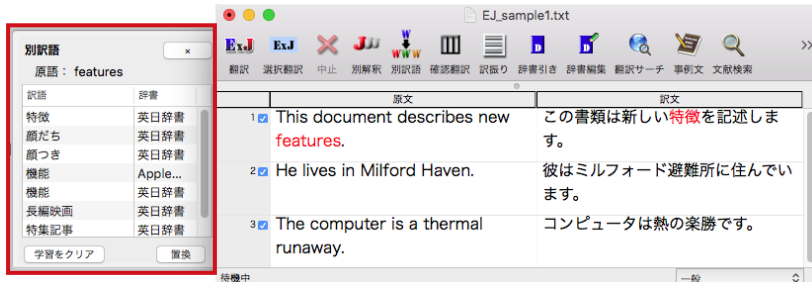 別訳語
×
原語： features
訳語 辞書
特徴 英日辞書
顔だち 英日辞書
顔つき 英日辞書
機能 Apple...
機能 英日辞書
長編映画 英日辞書
特集記事 英日辞書
学習をクリア 置換
EJ_sample1.txt
ExJ ExJ J JJ W WWW D D
翻訳 選択翻訳 中止 別解釈 別訳語 確認翻訳 訳振り 辞書引き 辞書編集 翻訳サーチ 事例文 文献検索
原文 訳文
1 This document describes new
features.
この書類は新しい特徴を記述しま
す。
2 He lives in Milford Haven.
彼はミルフォード避難所に住んでい
ます。
3 The computer is a thermal
runaway.
コンピュータは熱の楽勝です。
待機中 一般